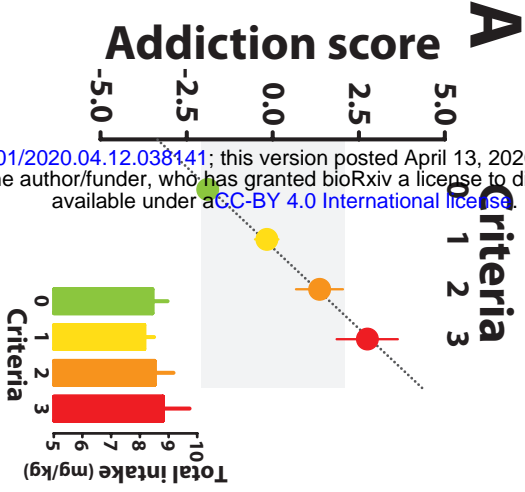 A
Addiction score
-5.0
-2.5
0.0
2.5
5.0
01/2020.04.12.038141; this version posted April 13, 2020
e author/funder, who has granted bioRxiv a license to di
available under aCC-BY 4.0 International license.
Criteria
0
1
2
3
Criteria
0
1
2
3
Total intake (mg/kg)
5
6
7
8
9
10